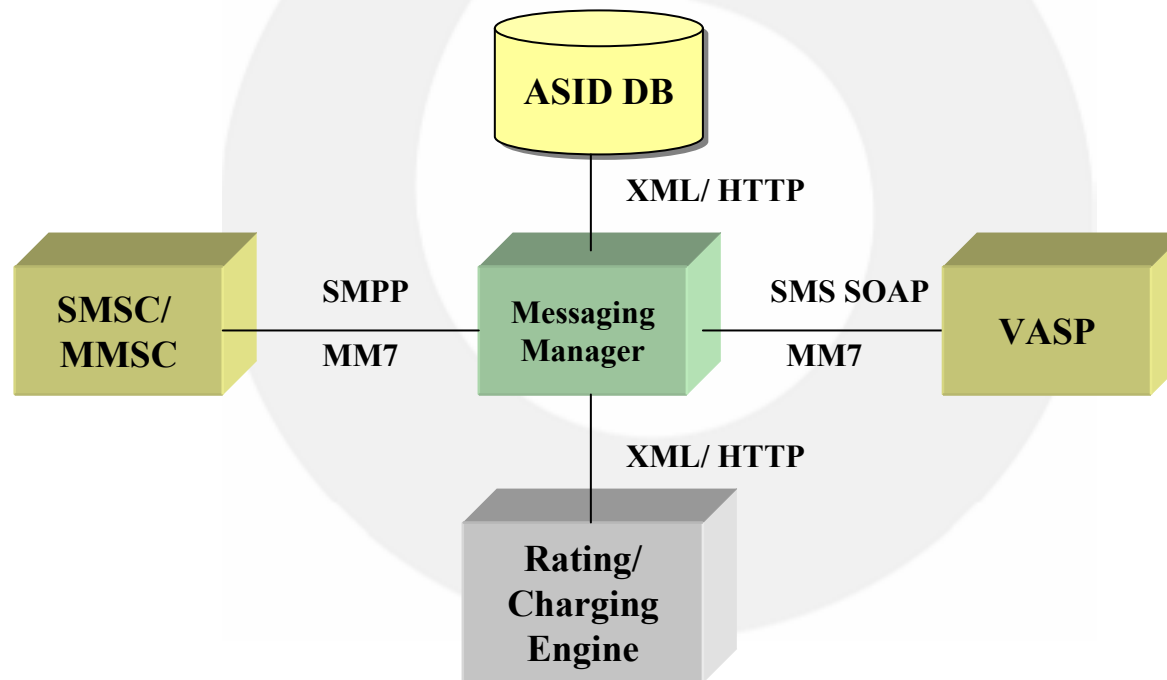 ASID DB
XML/ HTTP
SMSC/
MMSC
SMPP
MM7
Messaging
Manager
SMS SOAP
MM7
VASP
XML/ HTTP
Rating/
Charging
Engine